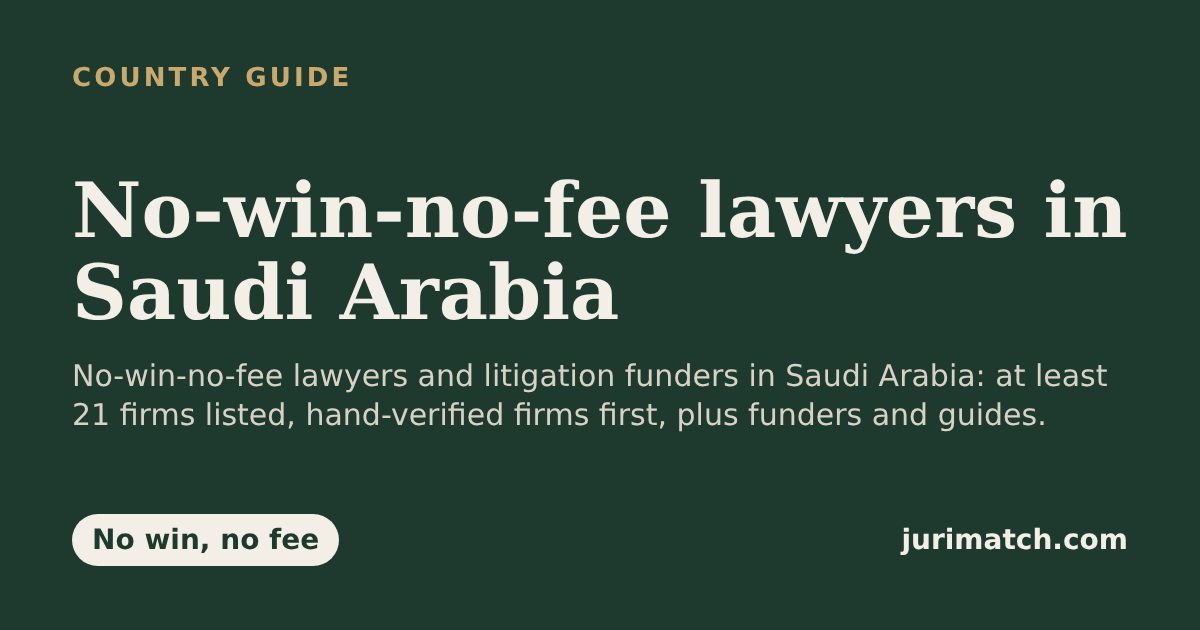 COUNTRY GUIDE
No-win-no-fee lawyers in
Saudi Arabia
No-win-no-fee lawyers and litigation funders in Saudi Arabia: at least
21 firms listed, hand-verified firms first, plus funders and guides.
No win, no fee
jurimatch.com